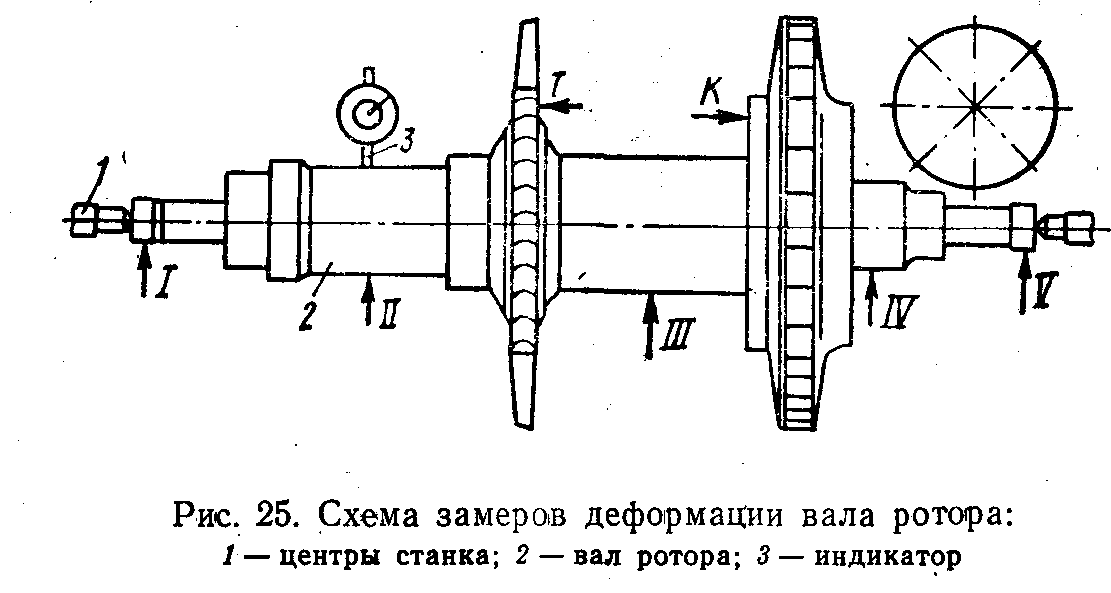 Т
К
3
1
I
2
II
III
IV
V
Рис. 25. Схема замеров деформации вала ротора:
1 — центры станка; 2 — вал ротора; 3 — индикатор